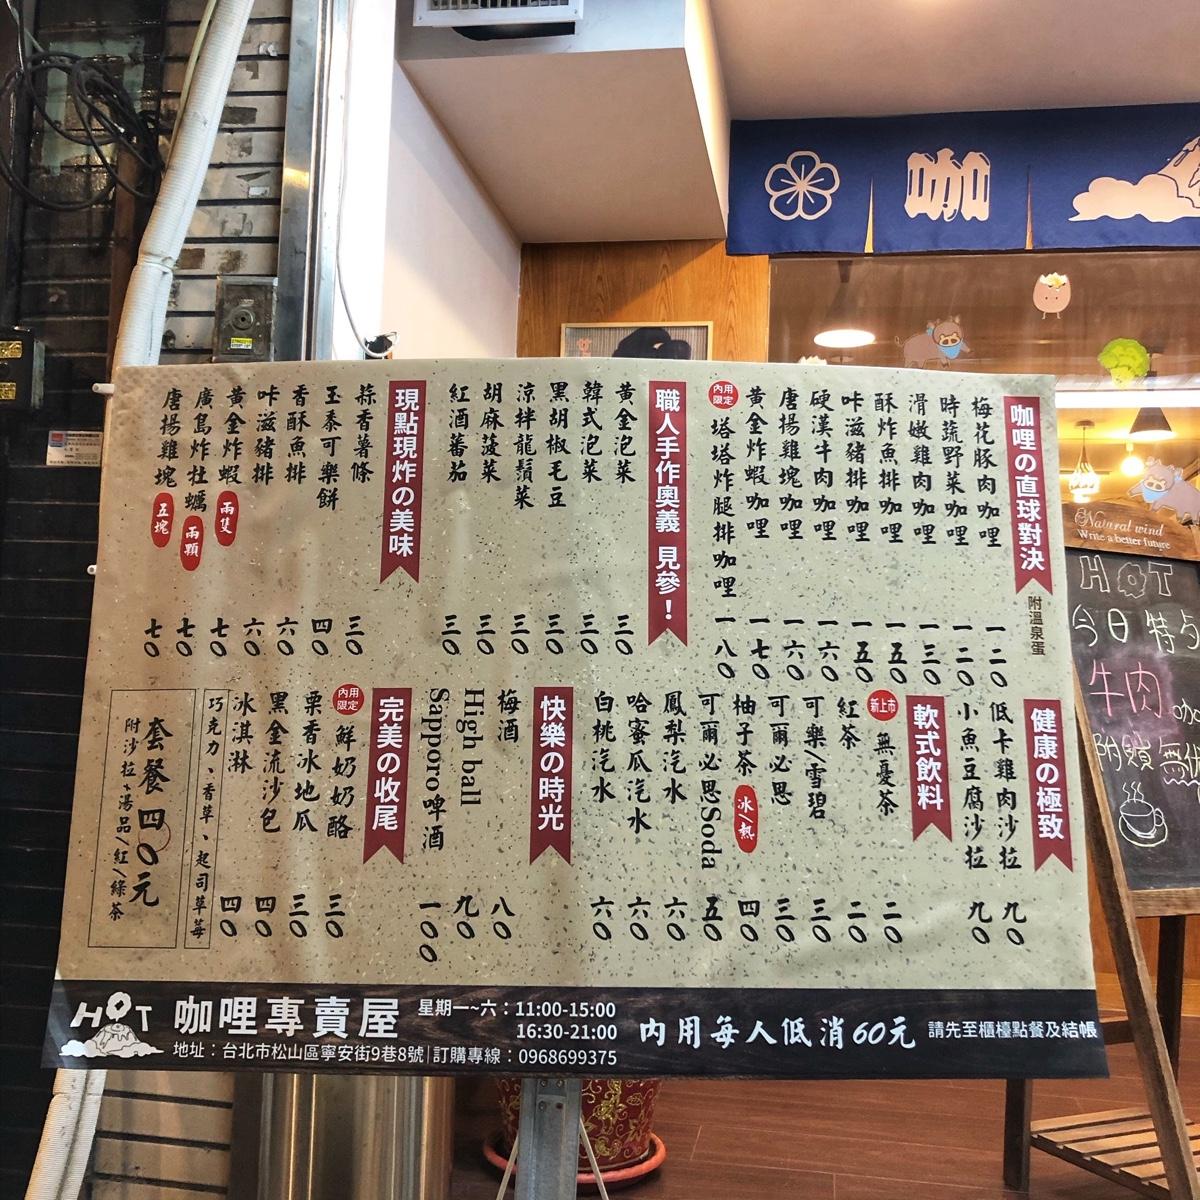 咖
咖哩の直球對決
附溫泉蛋
梅花豚肉咖哩 一二〇
時蔬野菜咖哩 一二〇
滑嫩雞肉咖哩 一三〇
酥炸魚排咖哩 一五〇
咔滋豬排咖哩 一五〇
硬漢牛肉咖哩 一六〇
唐揚雞塊咖哩 一六〇
黃金炸蝦咖哩 一七〇
內用限定 塔塔炸腿排咖哩 一八〇
職人手作奧義 見參！
黃金泡菜 三〇
韓式泡菜 三〇
黑胡椒毛豆 三〇
涼拌龍鬚菜 三〇
胡麻菠菜 三〇
紅酒蕃茄 三〇
現點現炸の美味
蒜香薯條 三〇
玉黍可樂餅 四〇
香酥魚排 六〇
咔滋豬排 六〇
黃金炸蝦 兩隻 七〇
廣島炸牡蠣 兩顆 七〇
唐揚雞塊 五塊 七〇
健康の極致
低卡雞肉沙拉 九〇
小魚豆腐沙拉 九〇
軟式飲料
新上市 無憂茶 二〇
紅茶 二〇
可樂/雪碧 三〇
可爾必思 三〇
柚子茶 冰/熱 四〇
可爾必思Soda 五〇
鳳梨汽水 六〇
哈蜜瓜汽水 六〇
白桃汽水 六〇
快樂の時光
梅酒 八〇
High ball 九〇
Sapporo啤酒 一〇〇
完美の收尾
內用限定 鮮奶奶酪 三〇
栗香冰地瓜 三〇
黑金流沙包 四〇
冰淇淋 四〇
巧克力、香草、起司草莓
套餐四〇元
附沙拉+湯品/紅/綠茶
HOT 咖哩專賣屋
星期一~六：11:00-15:00
16:30-21:00
地址：台北市松山區寧安街9巷8號|訂購專線：0968699375
內用每人低消60元
請先至櫃檯點餐及結帳
Natural wind
Write a better future
HOT
今日特
牛肉咖
附